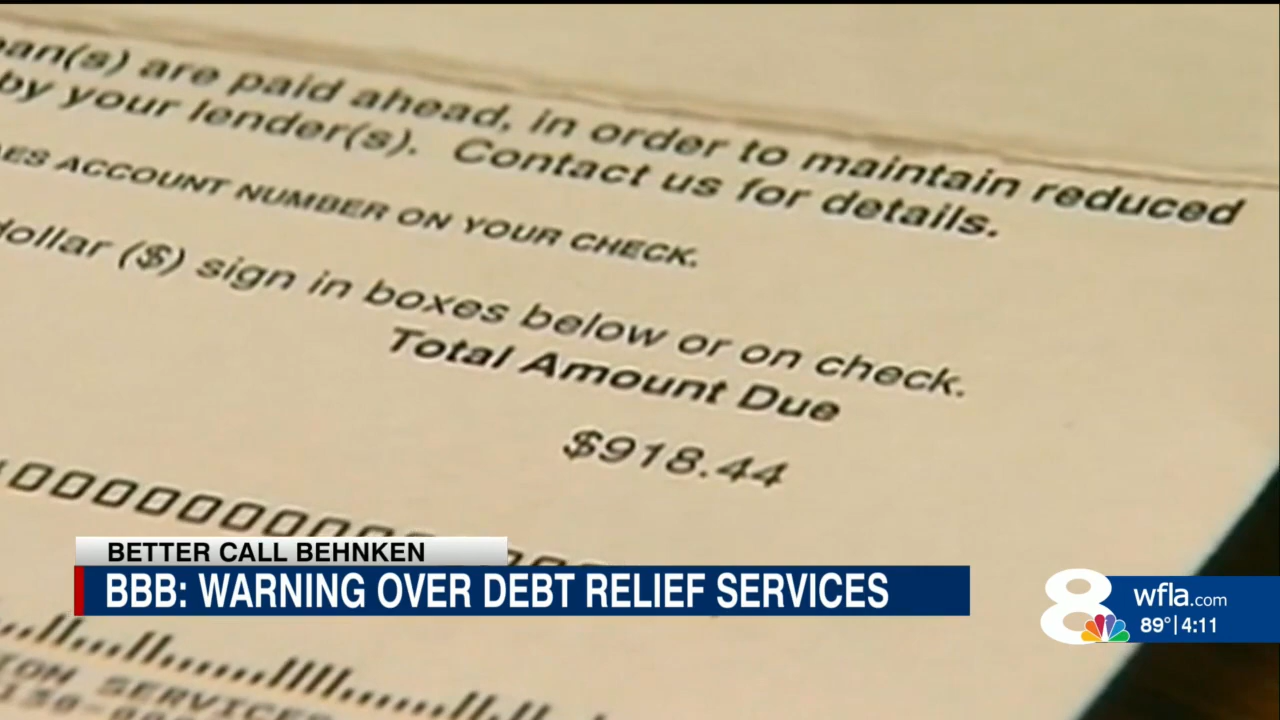 an(s) are paid ahead, in order to maintain reduced
by your lender(s). Contact us for details.
ES ACCOUNT NUMBER ON YOUR CHECK.
dollar ($) sign in boxes below or on check.
Total Amount Due
$918.44
BETTER CALL BEHNKEN
BBB: WARNING OVER DEBT RELIEF SERVICES
8 wfla.com
89° | 4:11
ION SERVICES